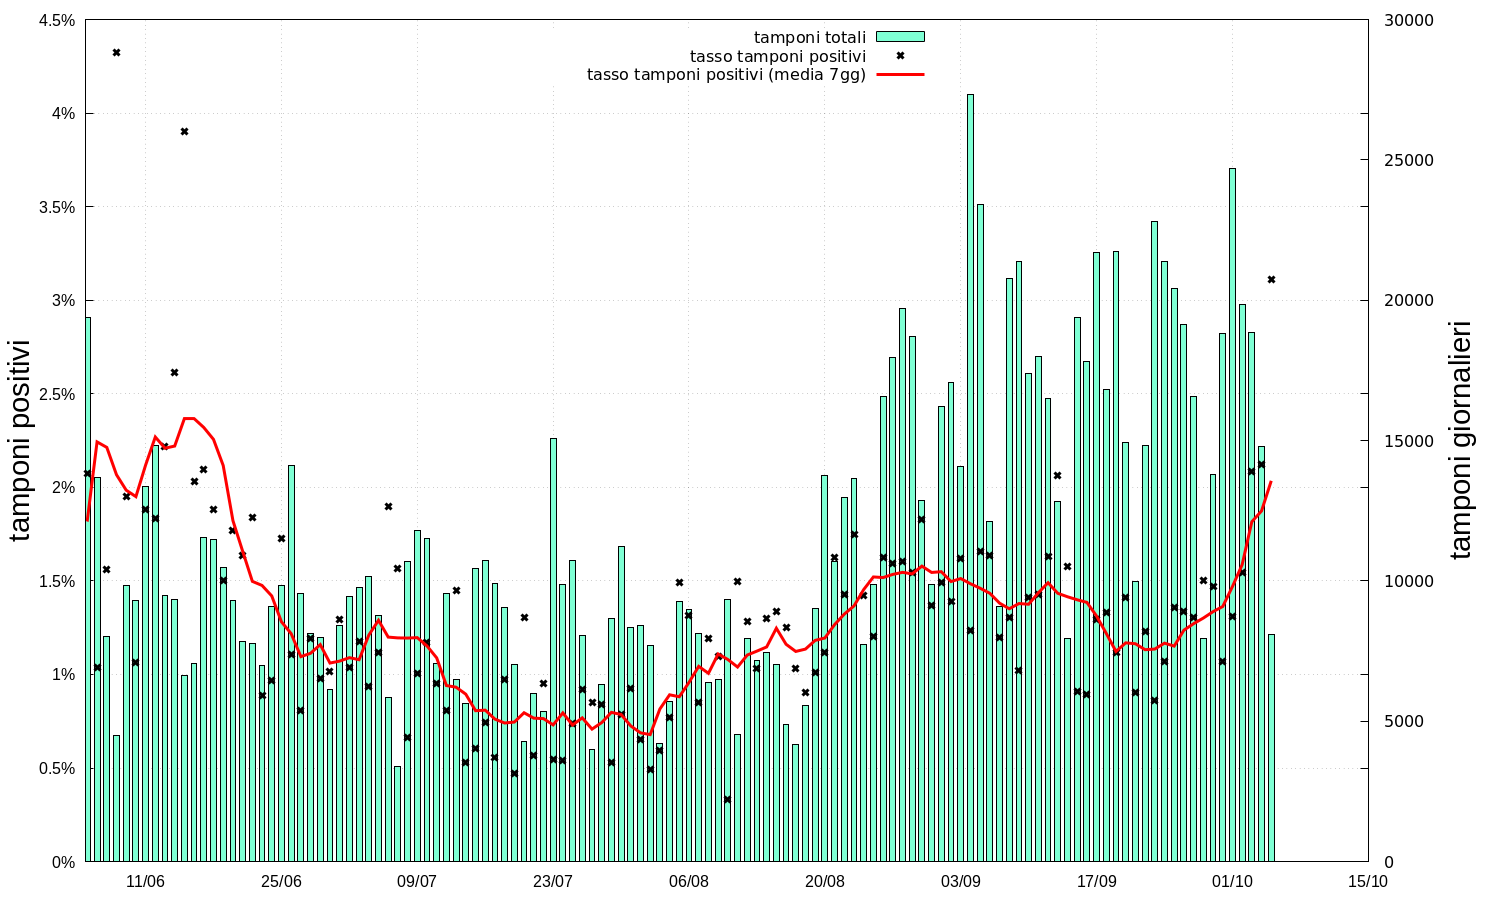 tamponi totali
tasso tamponi positivi
tasso tamponi positivi (media 7gg)
4.5%
4%
3.5%
3%
2.5%
2%
1.5%
1%
0.5%
0%
tamponi positivi
30000
25000
20000
15000
10000
5000
0
tamponi giornalieri
11/06 25/06 09/07 23/07 06/08 20/08 03/09 17/09 01/10 15/10